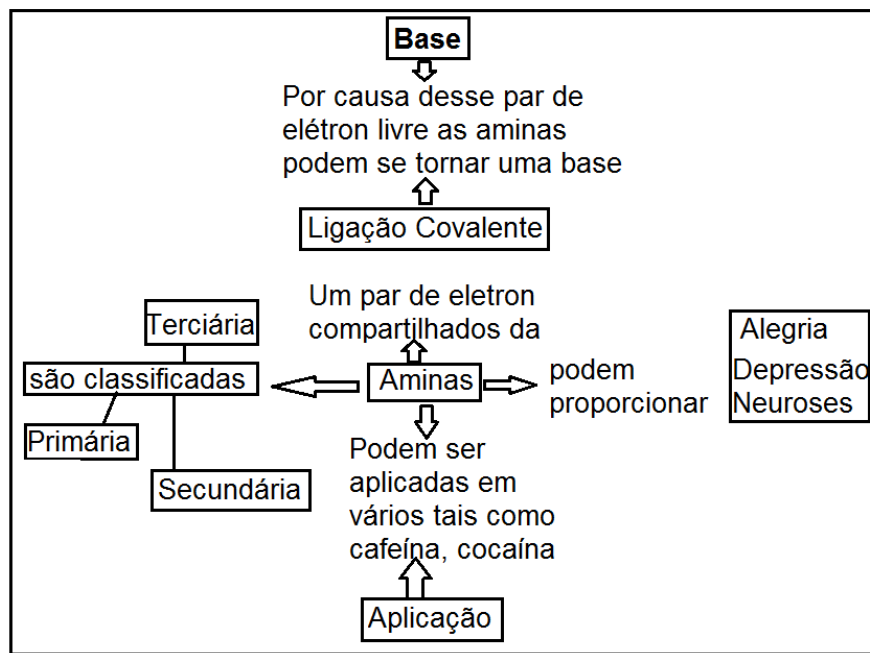 Base
Por causa desse par de
elétron livre as aminas
podem se tornar uma base
Ligação Covalente
Um par de eletron
compartilhados da
Terciária
são classificadas
Primária
Secundária
Aminas
podem
proporcionar
Alegria
Depressão
Neuroses
Podem ser
aplicadas em
vários tais como
cafeína, cocaína
Aplicação